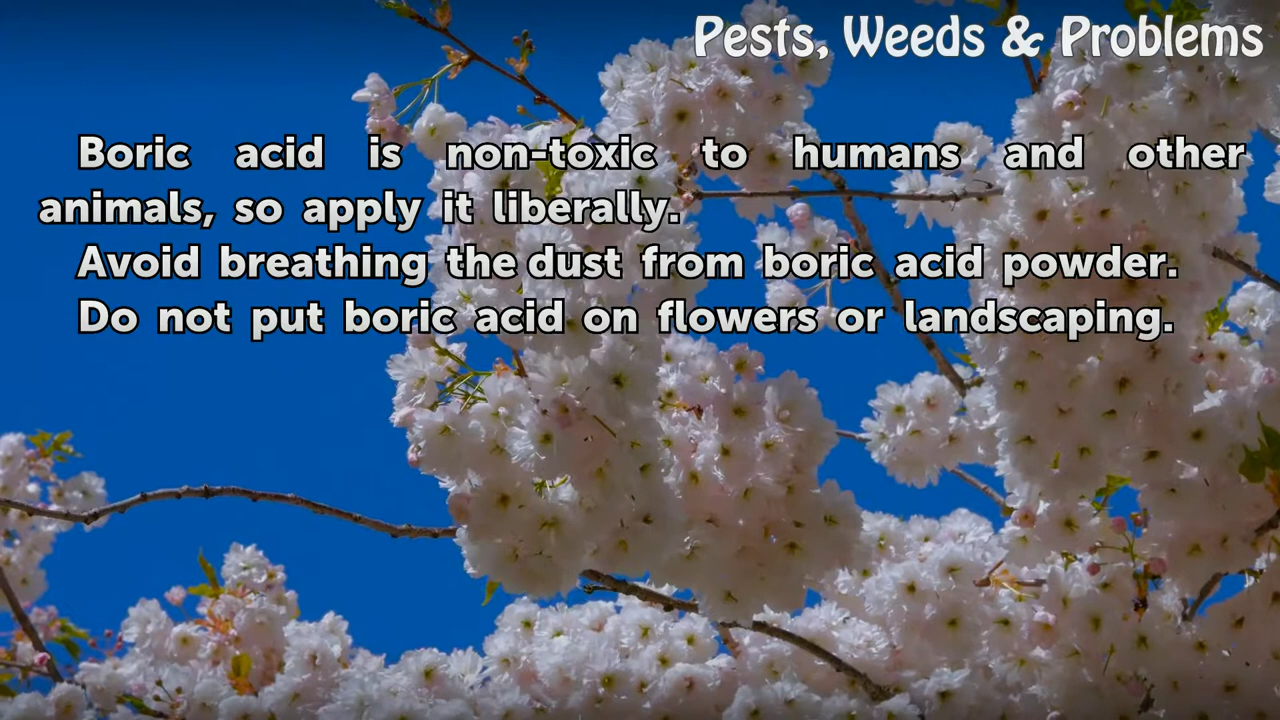 Pests, Weeds & Problems
Boric acid is non-toxic to humans and other
animals, so apply it liberally.
Avoid breathing the dust from boric acid powder.
Do not put boric acid on flowers or landscaping.